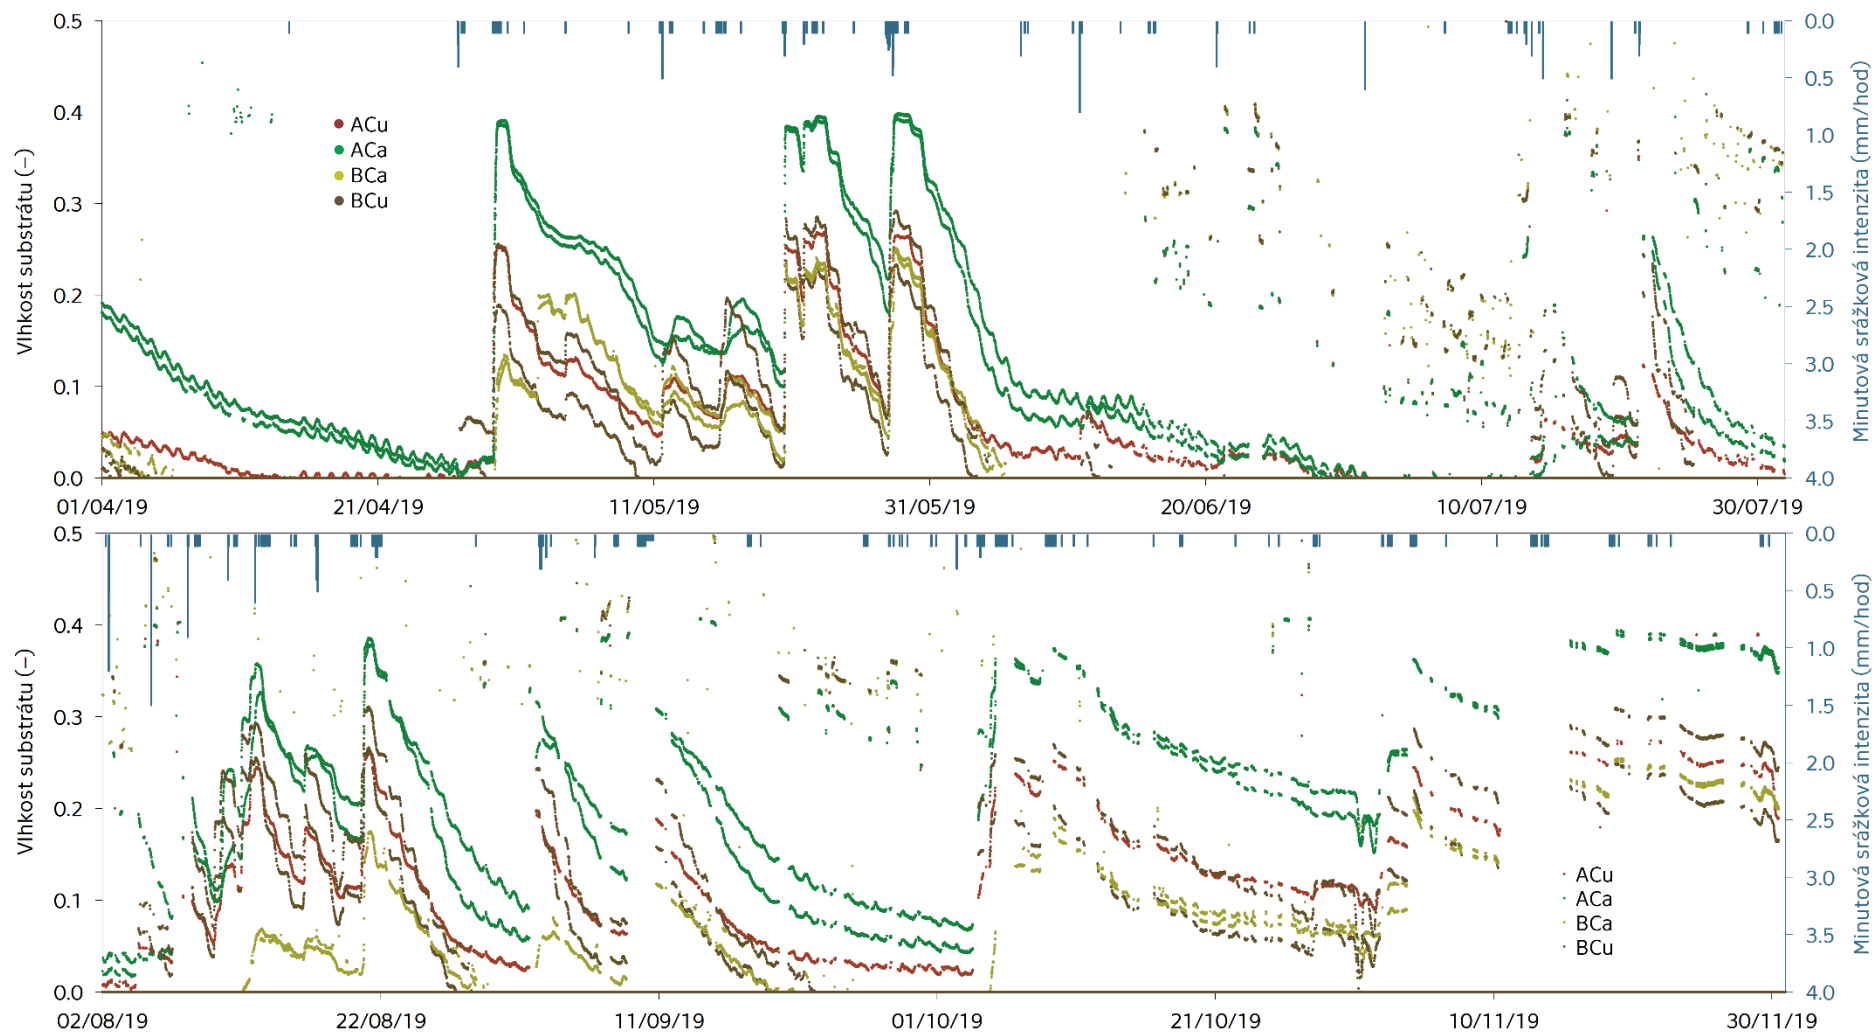 0.5
0.4
0.3
0.2
0.1
0.0
Vlhkost substrátu (–)
ACu
ACa
BCa
BCu
0.0
0.5
1.0
1.5
2.0
2.5
3.0
3.5
4.0
Minutová srážková intenzita (mm/hod)
01/04/19 21/04/19 11/05/19 31/05/19 20/06/19 10/07/19 30/07/19
0.5
0.4
0.3
0.2
0.1
0.0
Vlhkost substrátu (–)
ACu
ACa
BCa
BCu
0.0
0.5
1.0
1.5
2.0
2.5
3.0
3.5
4.0
Minutová srážková intenzita (mm/hod)
02/08/19 22/08/19 11/09/19 01/10/19 21/10/19 10/11/19 30/11/19